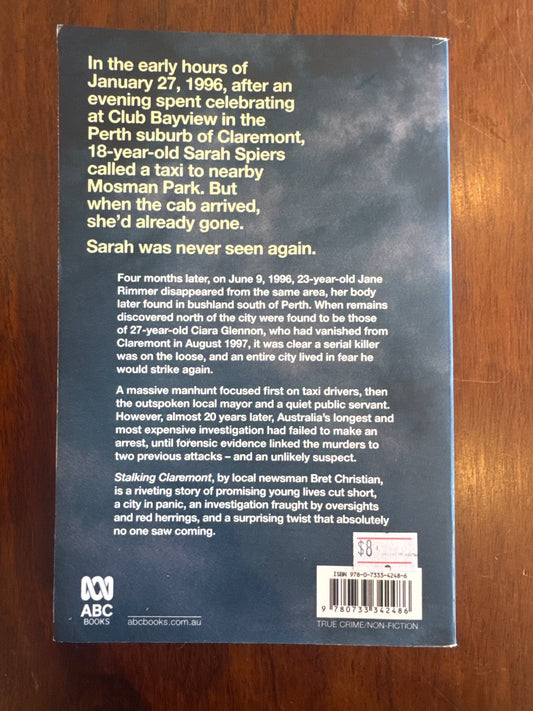 In the early hours of
January 27, 1996, after an
evening spent celebrating
at Club Bayview in the
Perth suburb of Claremont,
18-year-old Sarah Spiers
called a taxi to nearby
Mosman Park. But
when the cab arrived,
she'd already gone.
Sarah was never seen again.
Four months later, on June 9, 1996, 23-year-old Jane
Rimmer disappeared from the same area, her body
later found in bushland south of Perth. When remains
discovered north of the city were found to be those
of 27-year-old Ciara Glennon, who had vanished from
Claremont in August 1997, it was clear a serial killer
was on the loose, and an entire city lived in fear he
would strike again.
A massive manhunt focused first on taxi drivers, then
the outspoken local mayor and a quiet public servant.
However, almost 20 years later, Australia's longest and
most expensive investigation had failed to make an
arrest, until forensic evidence linked the murders to
two previous attacks – and an unlikely suspect.
Stalking Claremont, by local newsman Bret Christian,
is a riveting story of promising young lives cut short,
a city in panic, an investigation fraught by oversights
and red herrings, and a surprising twist that absolutely
no one saw coming.
$8
ISBN 978-0-7333-4248-6
9 780733 342486
ABC
BOOKS
abcbooks.com.au
TRUE CRIME/NON-FICTION